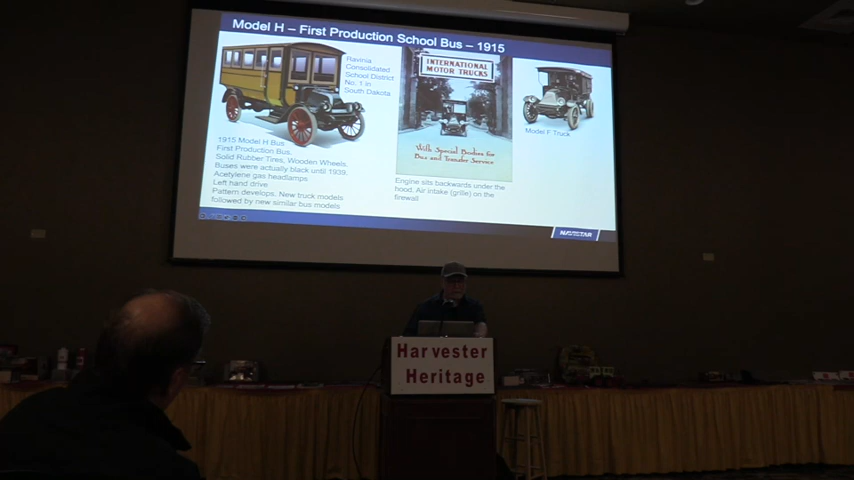 Model H – First Production School Bus – 1915
Ravinia
Consolidated
School District
No. 1 in
South Dakota
1915 Model H Bus
First Production Bus.
Solid Rubber Tires, Wooden Wheels.
Buses were actually black until 1939.
Acetylene gas headlamps
Left hand drive
Pattern develops. New truck models
followed by new similar bus models
INTERNATIONAL
MOTOR TRUCKS
With Special Bodies for
Bus and Transfer Service
Engine sits backwards under the
hood. Air intake (grille) on the
firewall
Model F Truck
NAVISTAR
Harvester
Heritage